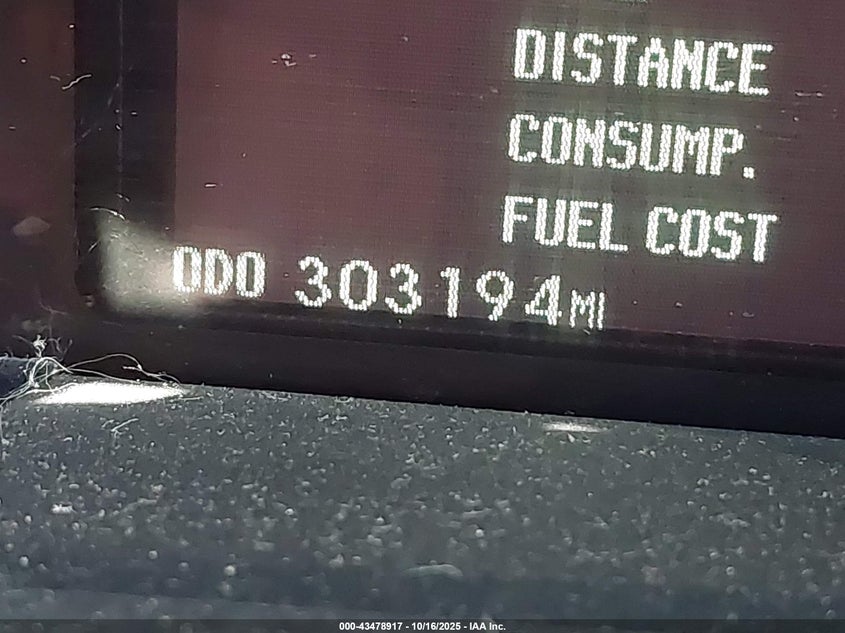 DISTANCE
CONSUMP.
FUEL COST
ODO 303194MI
000-43478917 - 10/16/2025 - IAA Inc.